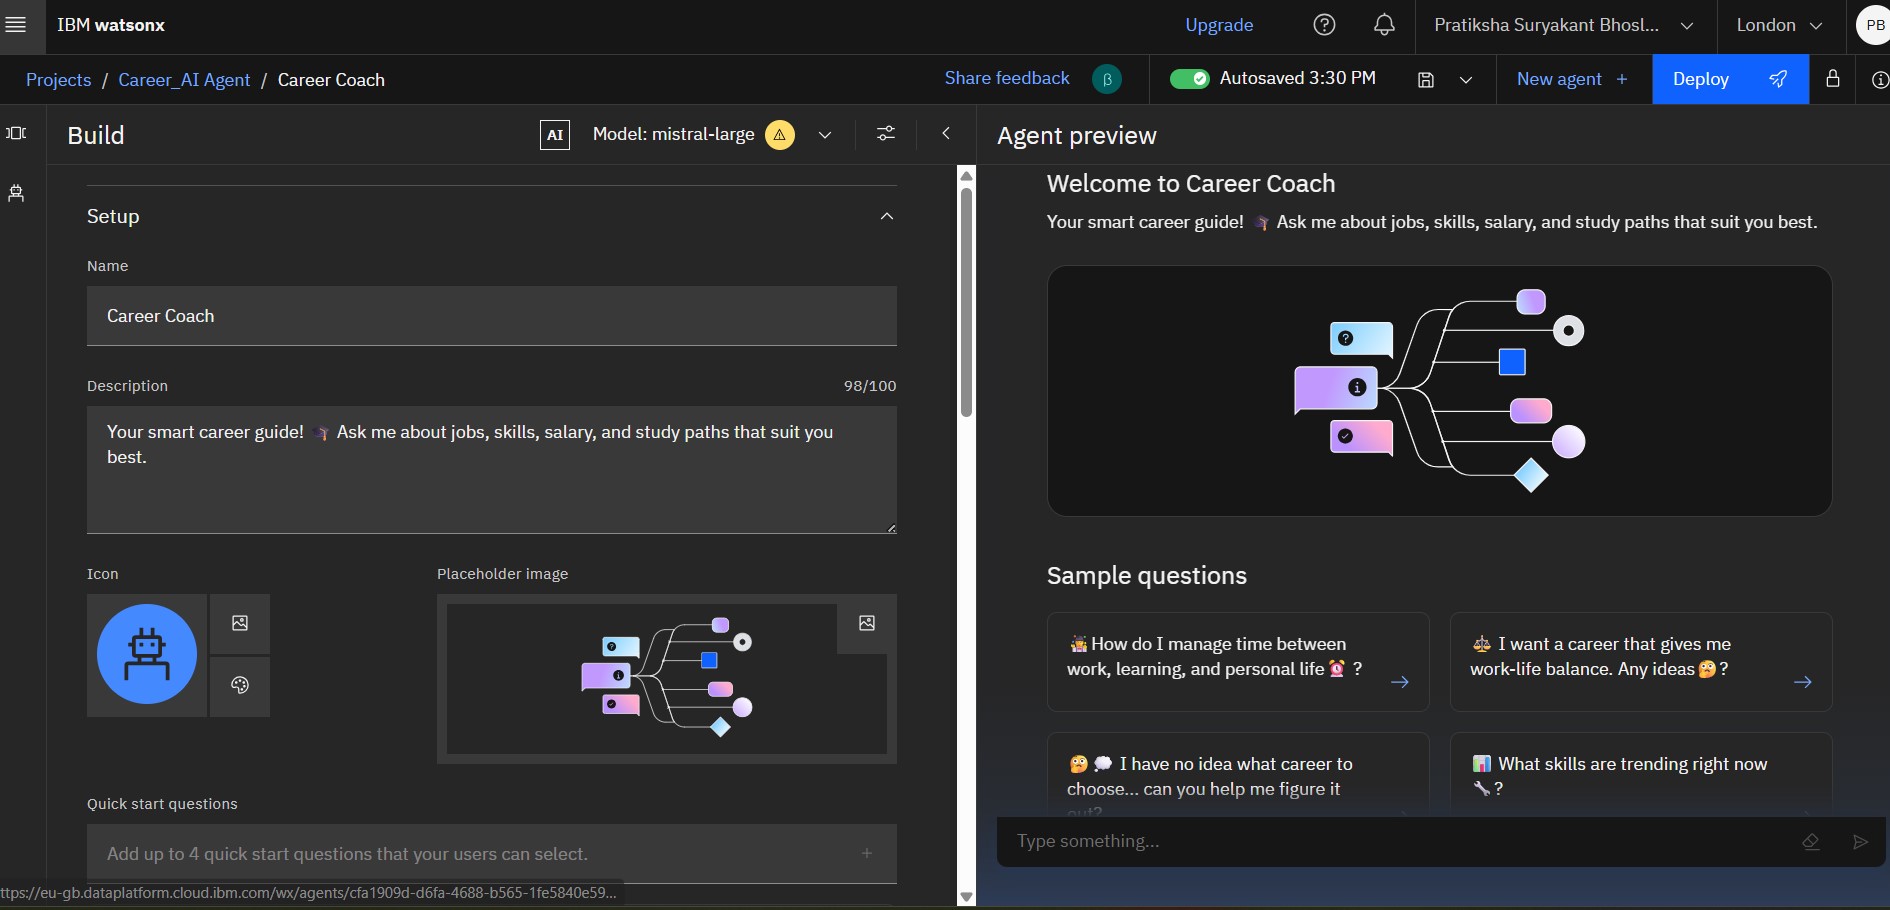 IBM watsonx
Upgrade
Pratiksha Suryakant Bhosl...
London
PB
Projects / Career_AI Agent / Career Coach
Share feedback
β
Autosaved 3:30 PM
New agent +
Deploy
Build
AI
Model: mistral-large
Agent preview
Setup
Name
Career Coach
Description
98/100
Your smart career guide! 🎓 Ask me about jobs, skills, salary, and study paths that suit you
best.
Icon
Placeholder image
Quick start questions
Add up to 4 quick start questions that your users can select.
ttps://eu-gb.dataplatform.cloud.ibm.com/wx/agents/cfa1909d-d6fa-4688-b565-1fe5840e59...
Welcome to Career Coach
Your smart career guide! 🎓 Ask me about jobs, skills, salary, and study paths that suit you best.
Sample questions
👩‍🌾How do I manage time between
work, learning, and personal life⏰ ?
⚖️ I want a career that gives me
work-life balance. Any ideas🤔?
🤔💭 I have no idea what career to
choose... can you help me figure it
out?
📊 What skills are trending right now
🔧?
Type something...